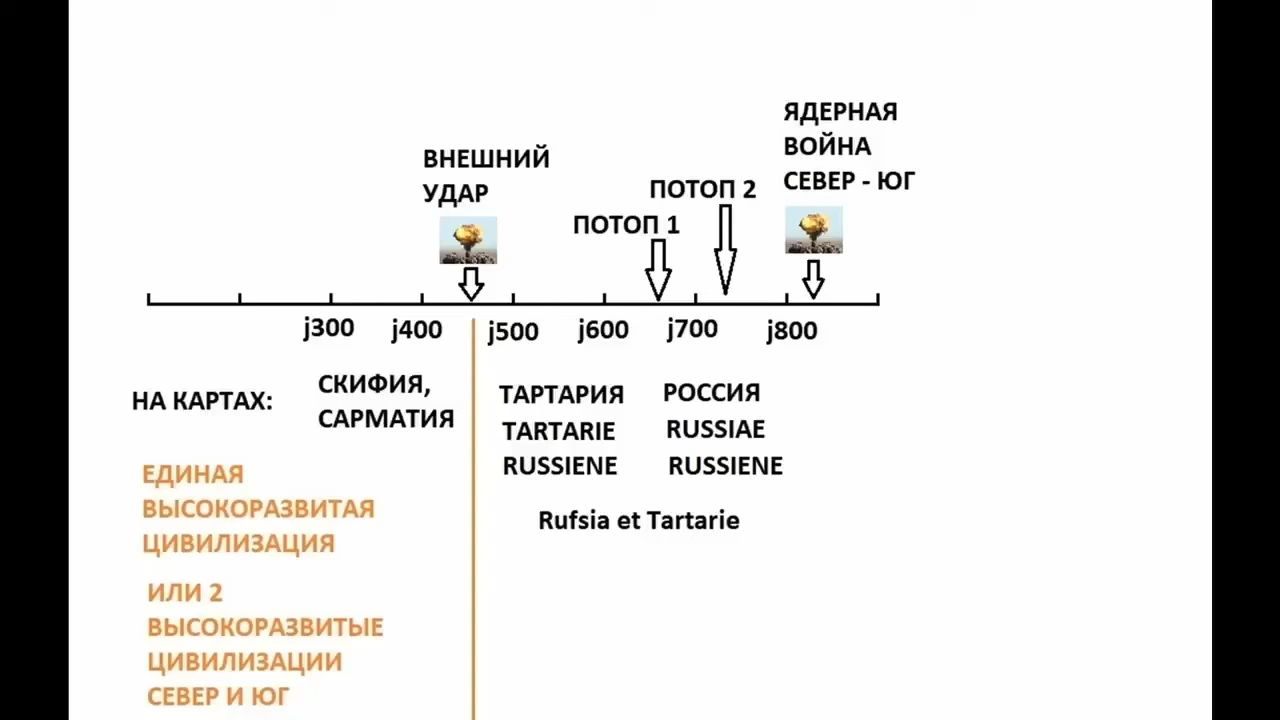 ЯДЕРНАЯ
ВОЙНА
СЕВЕР - ЮГ
ВНЕШНИЙ
УДАР
ПОТОП 2
ПОТОП 1
j300
j400
j500
j600
j700
j800
НА КАРТАХ:
СКИФИЯ,
САРМАТИЯ
ТАРТАРИЯ
TARTARIE
RUSSIENE
РОССИЯ
RUSSIAE
RUSSIENE
Rufsia et Tartarie
ЕДИНАЯ
ВЫСОКОРАЗВИТАЯ
ЦИВИЛИЗАЦИЯ
ИЛИ 2
ВЫСОКОРАЗВИТЫЕ
ЦИВИЛИЗАЦИИ
СЕВЕР И ЮГ